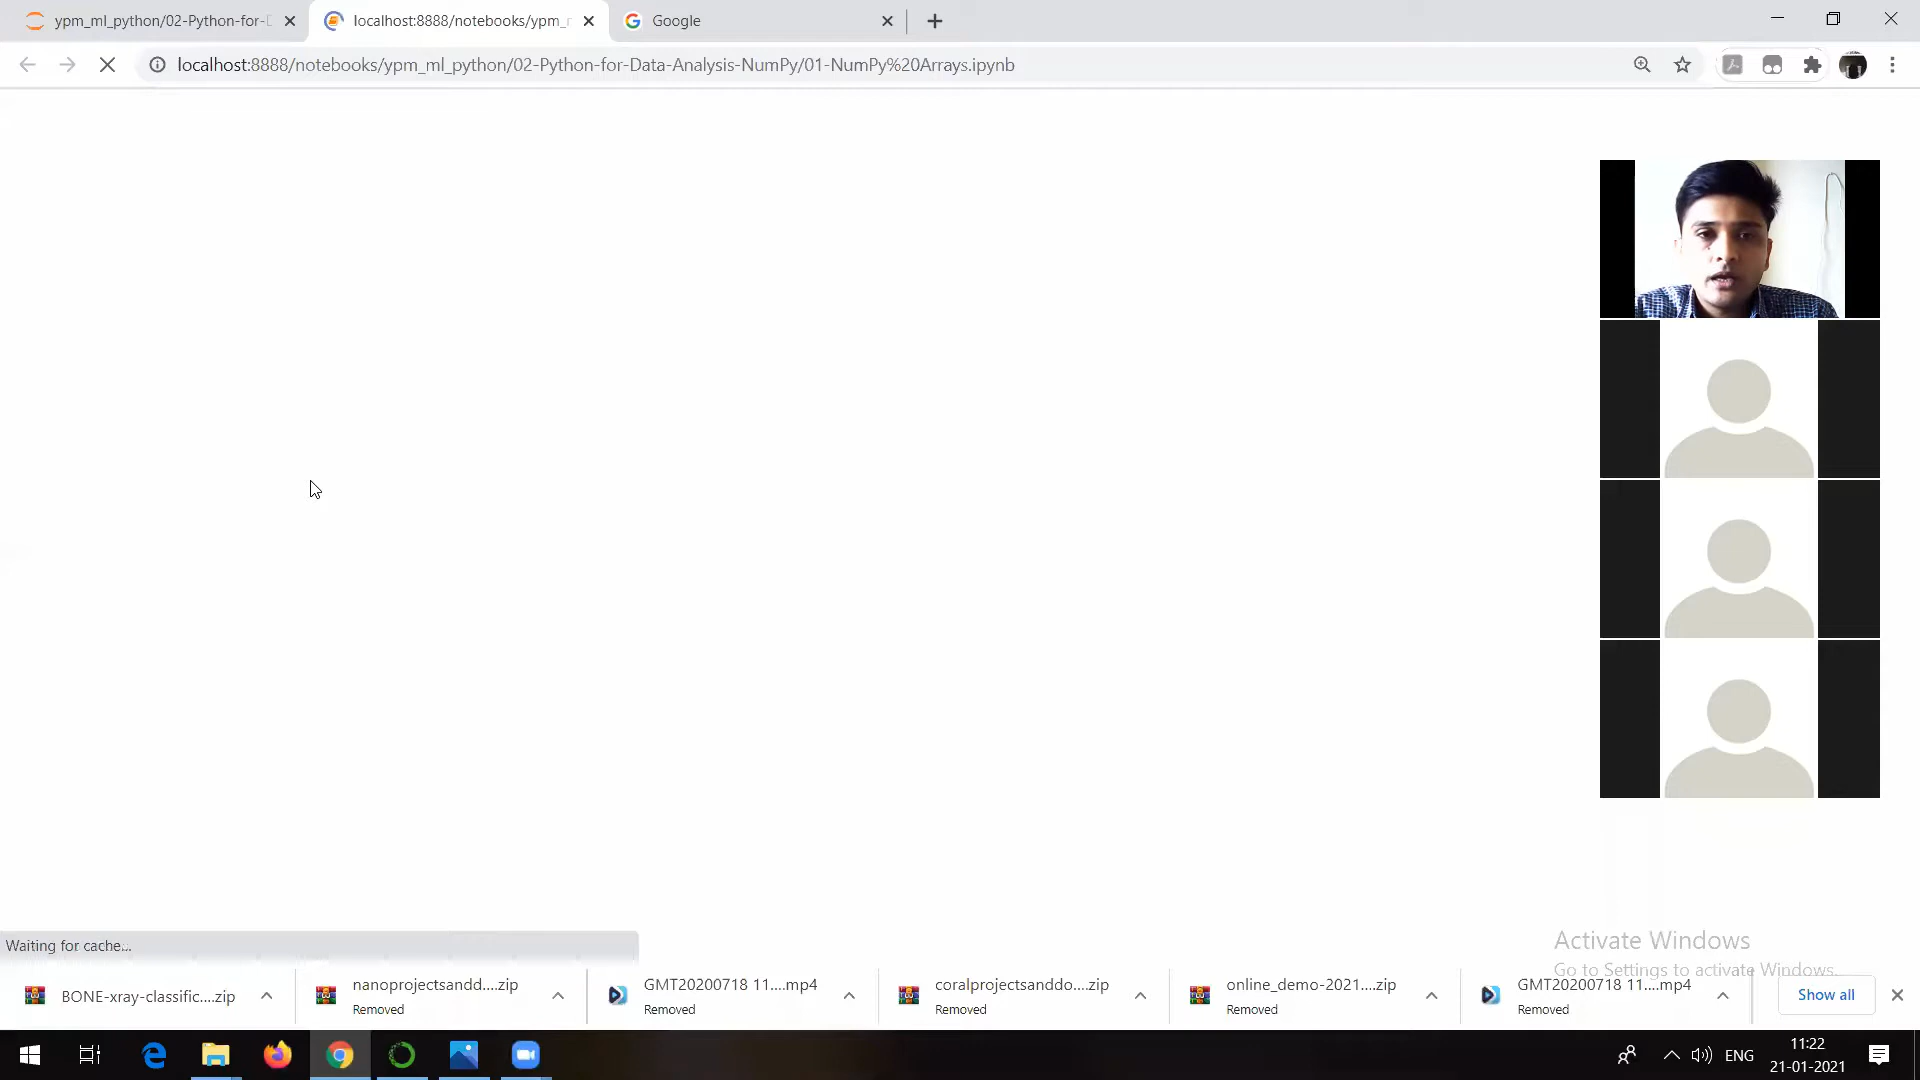 ypm_ml_python/02-Python-for-D
localhost:8888/notebooks/ypm_m
Google
localhost:8888/notebooks/ypm_ml_python/02-Python-for-Data-Analysis-NumPy/01-NumPy%20Arrays.ipynb
Waiting for cache...
Activate Windows
Go to Settings to activate Windows.
BONE-xray-classific....zip
nanoprojectsandd....zip
Removed
GMT20200718 11....mp4
Removed
coralprojectsanddo....zip
Removed
online_demo-2021....zip
Removed
GMT20200718 11....mp4
Removed
Show all
ENG
11:22
21-01-2021